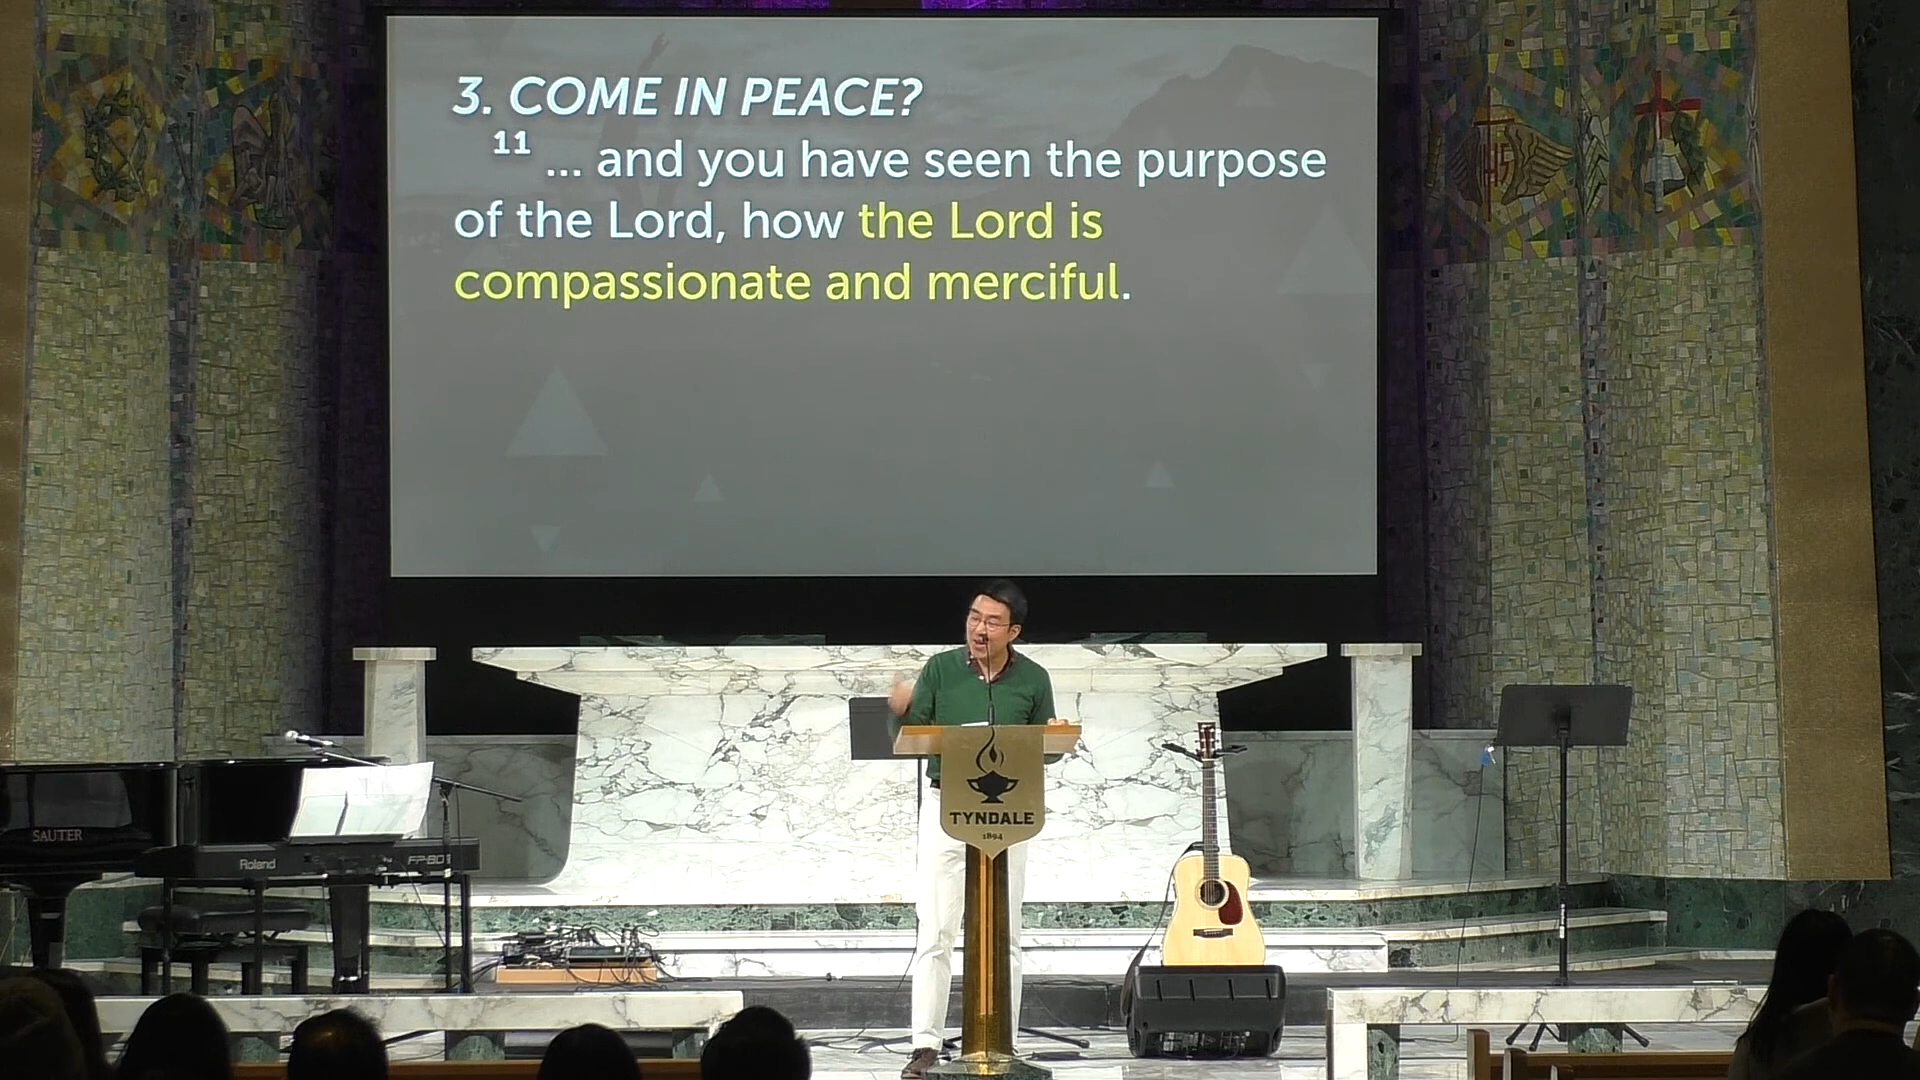 3. COME IN PEACE?
11 ... and you have seen the purpose
of the Lord, how the Lord is
compassionate and merciful.
IHS
TYNDALE
1894
SAUTER
Roland
FP-80